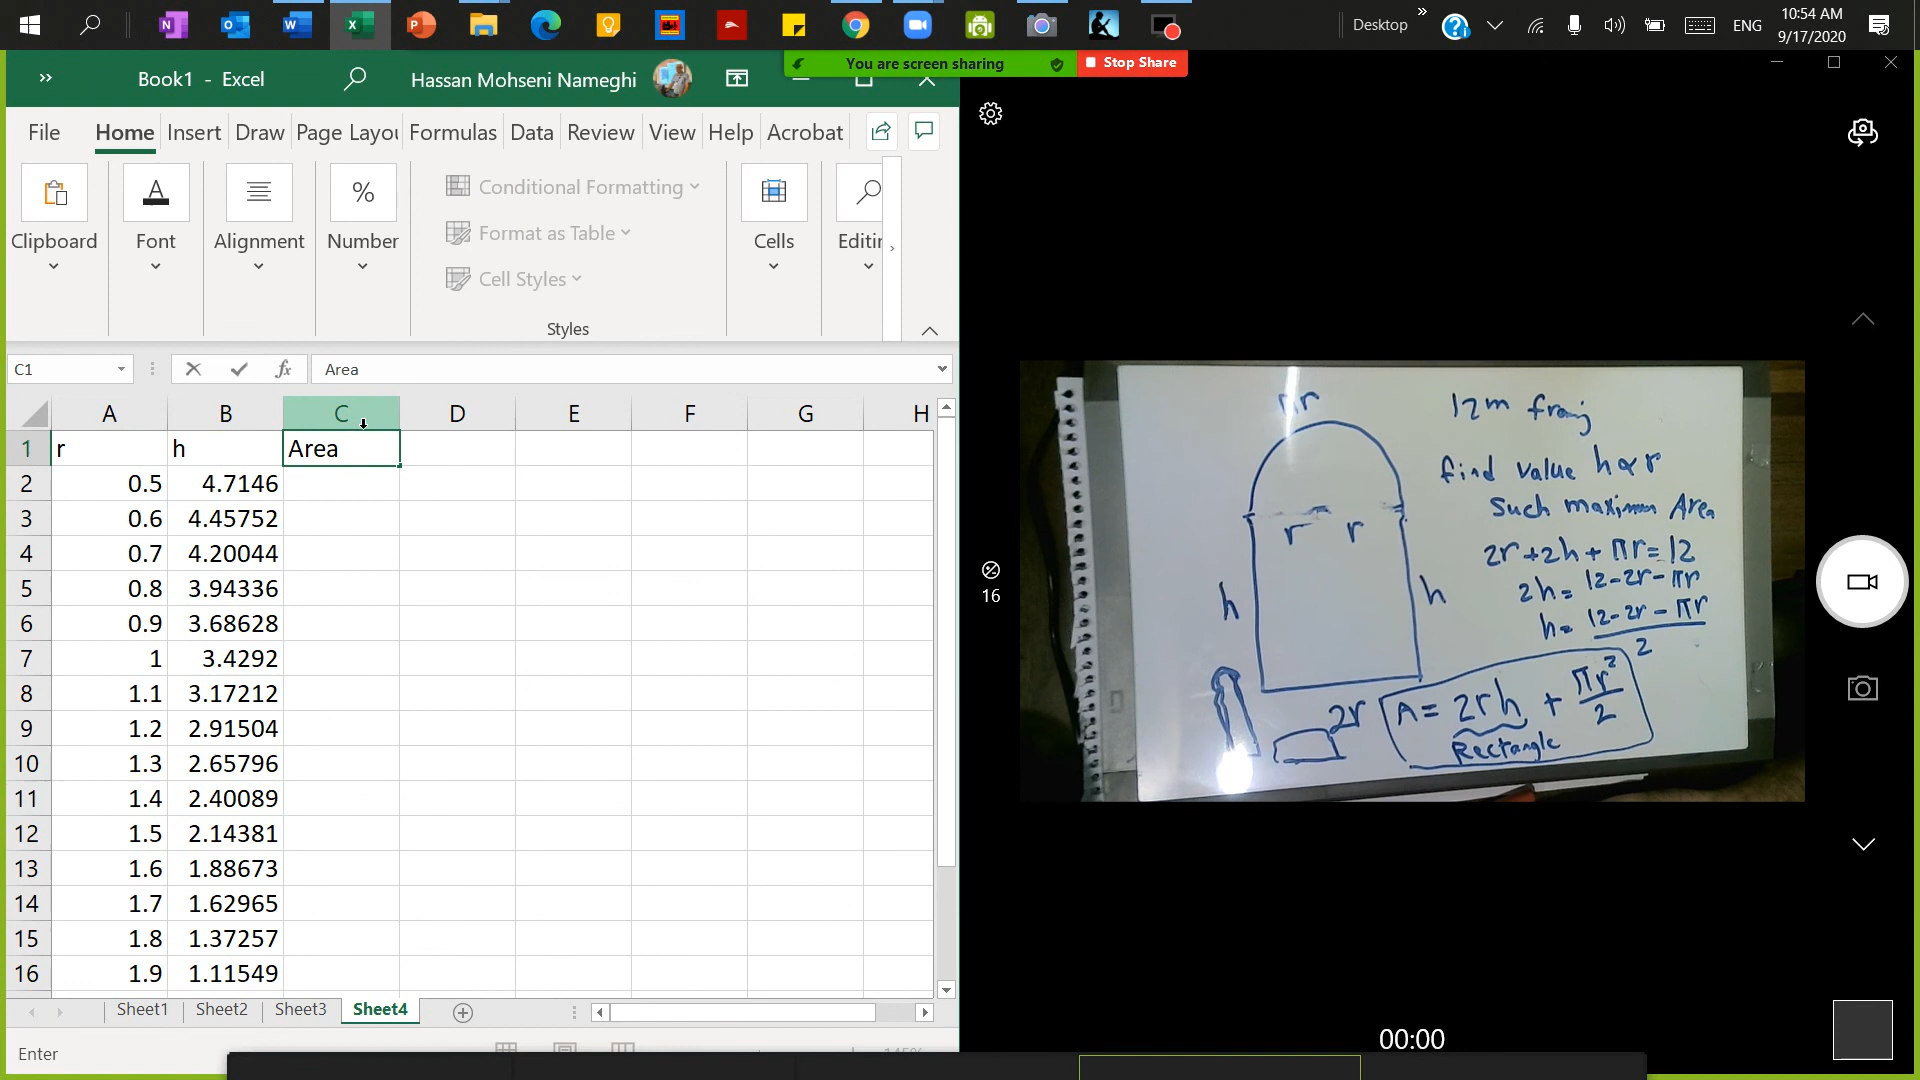 Desktop
ENG
10:54 AM
9/17/2020
You are screen sharing
Stop Share
Book1 - Excel
Hassan Mohseni Nameghi
File Home Insert Draw Page Layou Formulas Data Review View Help Acrobat
Clipboard
Font
Alignment
%
Number
Conditional Formatting
Format as Table
Cell Styles
Styles
Cells
Editin
C1
fx
Area
A B C D E F G H
1 r h Area
2 0.5 4.7146
3 0.6 4.45752
4 0.7 4.20044
5 0.8 3.94336
6 0.9 3.68628
7 1 3.4292
8 1.1 3.17212
9 1.2 2.91504
10 1.3 2.65796
11 1.4 2.40089
12 1.5 2.14381
13 1.6 1.88673
14 1.7 1.62965
15 1.8 1.37257
16 1.9 1.11549
Sheet1 Sheet2 Sheet3 Sheet4
Enter
16
πr
r r
h h
2r
12m
find value h & r
such maximum Area
2r + 2h + πr = 12
2h = 12 - 2r - πr
h = 12 - 2r - πr / 2
A = 2rh + πr² / 2
Rectangle
00:00